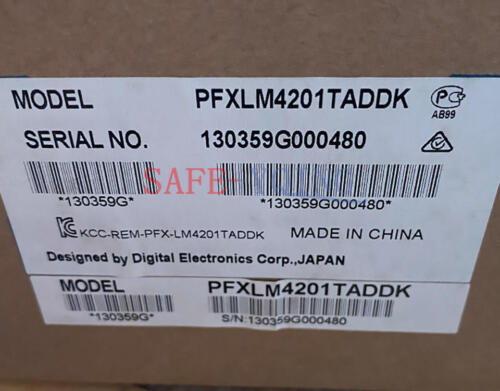 MODEL PFXLM4201TADDK
AB99
SERIAL NO. 130359G000480
*130359G* *130359G000480*
KCC-REM-PFX-LM4201TADDK MADE IN CHINA
Designed by Digital Electronics Corp.,JAPAN
MODEL PFXLM4201TADDK
*130359G* S/N:130359G000480